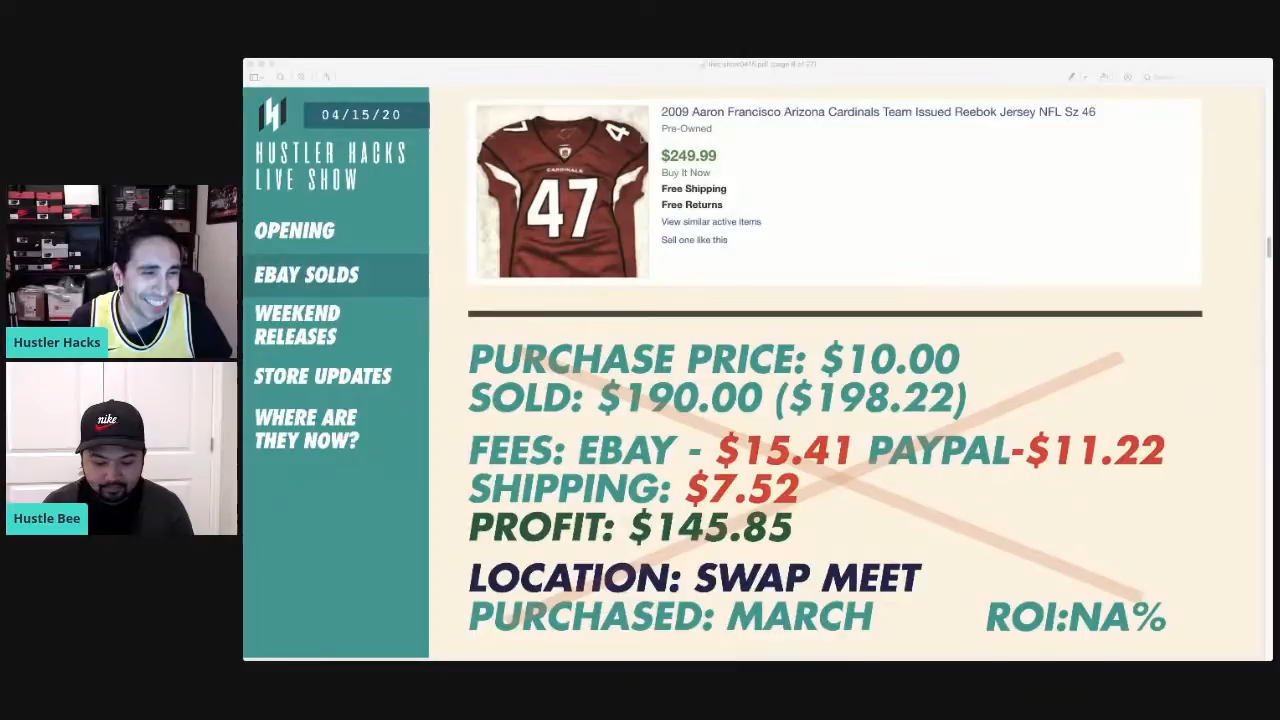 04/15/20
HUSTLER HACKS
LIVE SHOW
OPENING
EBAY SOLDS
WEEKEND
RELEASES
STORE UPDATES
WHERE ARE
THEY NOW?
Hustler Hacks
nike
Hustle Bee
2009 Aaron Francisco Arizona Cardinals Team Issued Reebok Jersey NFL Sz 46
Pre-Owned
$249.99
Buy It Now
Free Shipping
Free Returns
View similar active items
Sell one like this
CARDINALS
47
PURCHASE PRICE: $10.00
SOLD: $190.00 ($198.22)
FEES: EBAY - $15.41 PAYPAL-$11.22
SHIPPING: $7.52
PROFIT: $145.85
LOCATION: SWAP MEET
PURCHASED: MARCH
ROI:NA%